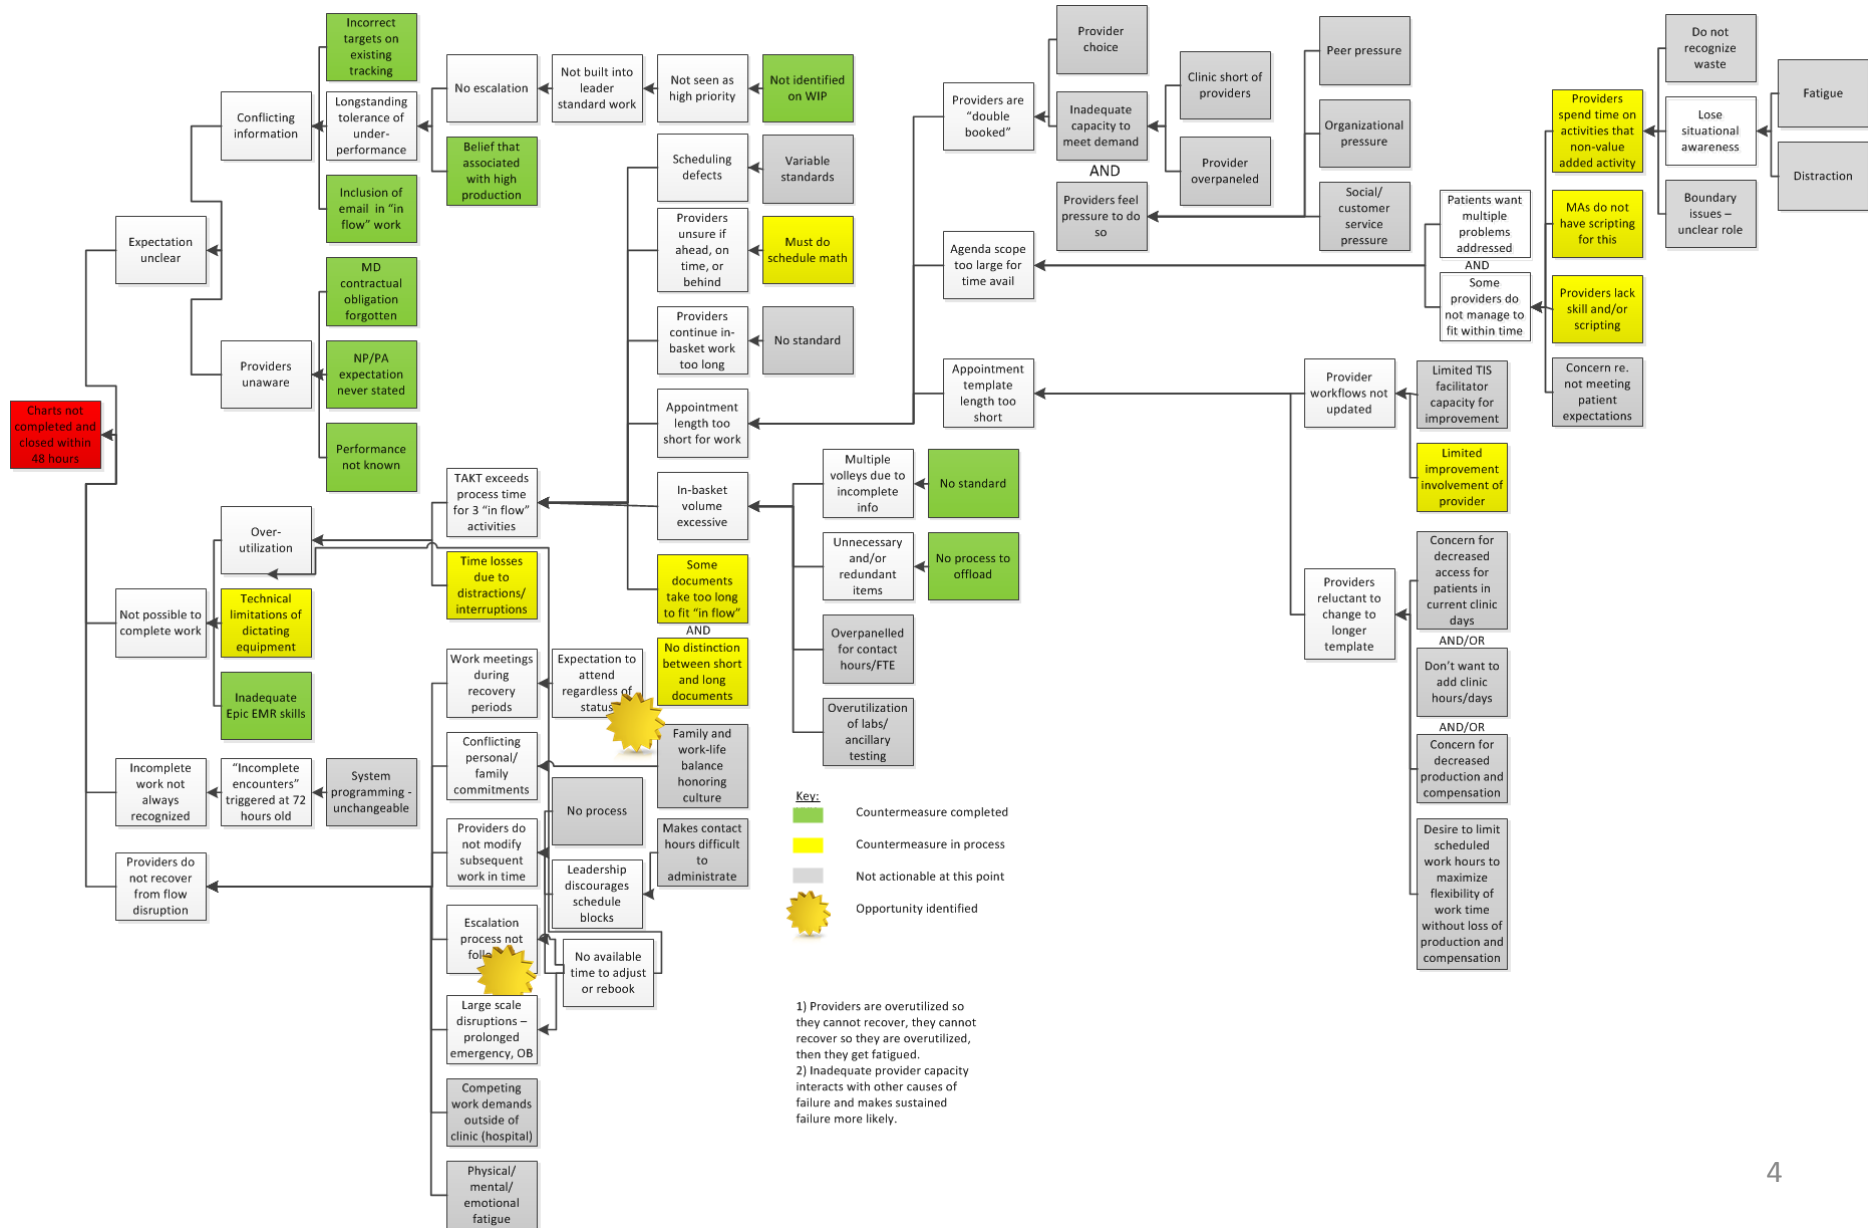 Charts not
completed and
closed within
48 hours
Expectation
unclear
Not possible to
complete work
Incomplete
work not
always
recognized
Providers do
not recover
from flow
disruption
Conflicting
information
Providers
unaware
Over-
utilization
Technical
limitations of
dictating
equipment
Inadequate
Epic EMR skills
"Incomplete
encounters"
triggered at 72
hours old
System
programming -
unchangeable
Incorrect
targets on
existing
tracking
Longstanding
tolerance of
under-
performance
Inclusion of
email in "in
flow" work
MD
contractual
obligation
forgotten
NP/PA
expectation
never stated
Performance
not known
No escalation
Not built into
leader
standard work
Not seen as
high priority
Not identified
on WIP
Belief that
associated
with high
production
TAKT exceeds
process time
for 3 "in flow"
activities
Time losses
due to
distractions/
interruptions
Work meetings
during
recovery
periods
Expectation to
attend
regardless of
status
Conflicting
personal/
family
commitments
Family and
work-life
balance
honoring
culture
Providers do
not modify
subsequent
work in time
No process
Leadership
discourages
schedule
blocks
Makes contact
hours difficult
to
administrate
Escalation
process not
No available
time to adjust
or rebook
Large scale
disruptions –
prolonged
emergency, OB
Competing
work demands
outside of
clinic (hospital)
Physical/
mental/
emotional
fatigue
Scheduling
defects
Variable
standards
Providers
unsure if
ahead, on
time, or
behind
Must do
schedule math
Providers
continue in-
basket work
too long
No standard
Appointment
length too
short for work
In-basket
volume
excessive
Some
documents
take too long
to fit "in flow"
AND
No distinction
between short
and long
documents
Multiple
volleys due to
incomplete
info
No standard
Unnecessary
and/or
redundant
items
No process to
offload
Overpanelled
for contact
hours/FTE
Overutilization
of labs/
ancillary
testing
Providers are
"double
booked"
Provider
choice
Inadequate
capacity to
meet demand
AND
Providers feel
pressure to do
so
Clinic short of
providers
Provider
overpaneled
Peer pressure
Organizational
pressure
Social/
customer
service
pressure
Agenda scope
too large for
time avail
Patients want
multiple
problems
addressed
AND
Some
providers do
not manage to
fit within time
Providers
spend time on
activities that
non-value
added activity
MAs do not
have scripting
for this
Providers lack
skill and/or
scripting
Concern re.
not meeting
patient
expectations
Do not
recognize
waste
Lose
situational
awareness
Boundary
issues –
unclear role
Fatigue
Distraction
Appointment
template
length too
short
Provider
workflows not
updated
Limited TIS
facilitator
capacity for
improvement
Limited
improvement
involvement of
provider
Providers
reluctant to
change to
longer
template
Concern for
decreased
access for
patients in
current clinic
days
AND/OR
Don't want to
add clinic
hours/days
AND/OR
Concern for
decreased
production and
compensation
Desire to limit
scheduled
work hours to
maximize
flexibility of
work time
without loss of
production and
compensation
Key:
Countermeasure completed
Countermeasure in process
Not actionable at this point
Opportunity identified
1) Providers are overutilized so
they cannot recover, they cannot
recover so they are overutilized,
then they get fatigued.
2) Inadequate provider capacity
interacts with other causes of
failure and makes sustained
failure more likely.
4